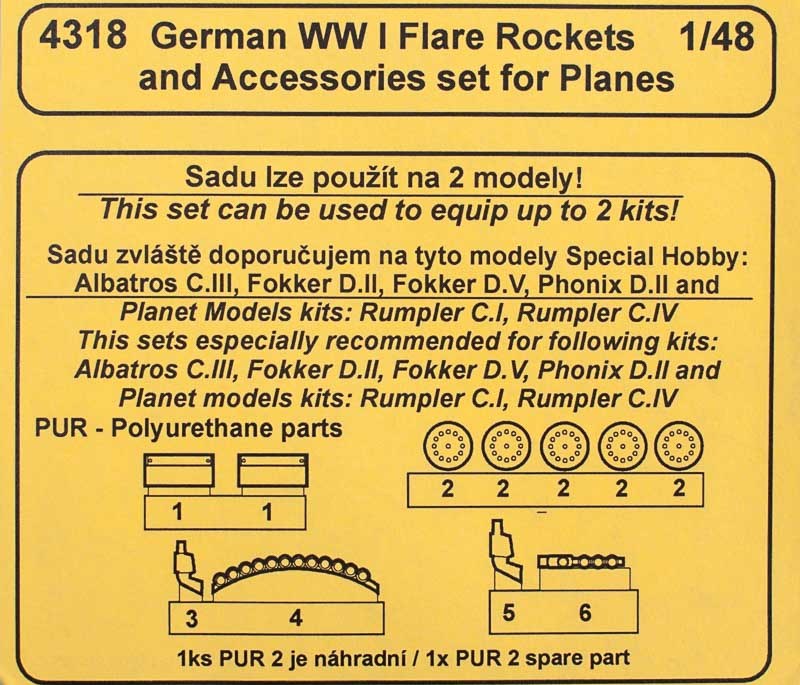 4318 German WW I Flare Rockets 1/48
and Accessories set for Planes
Sadu lze použít na 2 modely!
This set can be used to equip up to 2 kits!
Sadu zvláště doporučujem na tyto modely Special Hobby:
Albatros C.III, Fokker D.II, Fokker D.V, Phonix D.II and
Planet Models kits: Rumpler C.I, Rumpler C.IV
This sets especially recommended for following kits:
Albatros C.III, Fokker D.II, Fokker D.V, Phonix D.II and
Planet models kits: Rumpler C.I, Rumpler C.IV
PUR - Polyurethane parts
1 1
2 2 2 2 2
3 4
5 6
1ks PUR 2 je náhradní / 1x PUR 2 spare part